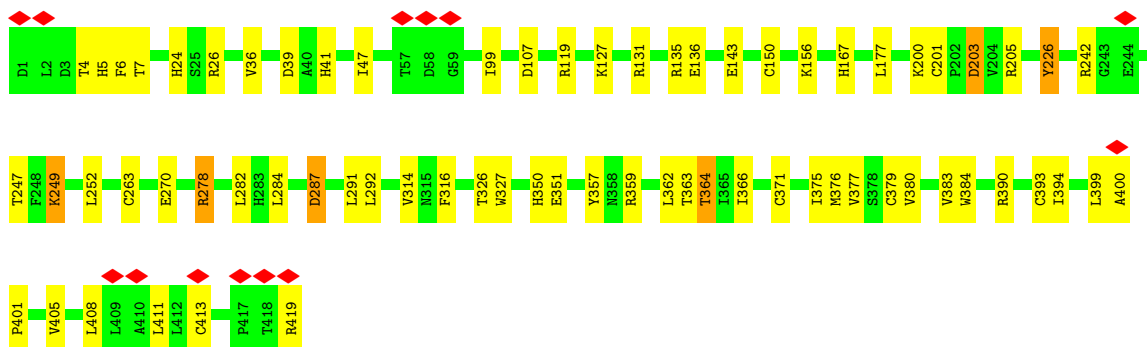 D1 L2 D3 T4 H5 F6 T7 H24 S25 R26 V36 D39 A40 H41 I47 T57 D58 G59 I99 D107 R119 K127 R131 R135 E136 E143 C150 K156 H167 L177 K200 C201 P202 D203 V204 R205 Y226 R242 G243 E244
T247 F248 K249 L252 C263 E270 R278 L282 H283 L284 D287 L291 L292 V314 N315 F316 T326 W327 H350 E351 Y357 N358 R359 L362 T363 T364 I365 I366 C371 I375 M376 V377 S378 C379 V380 V383 W384 R390 C393 I394 L399 A400
P401 V405 L408 L409 A410 L411 L412 C413 P417 T418 R419